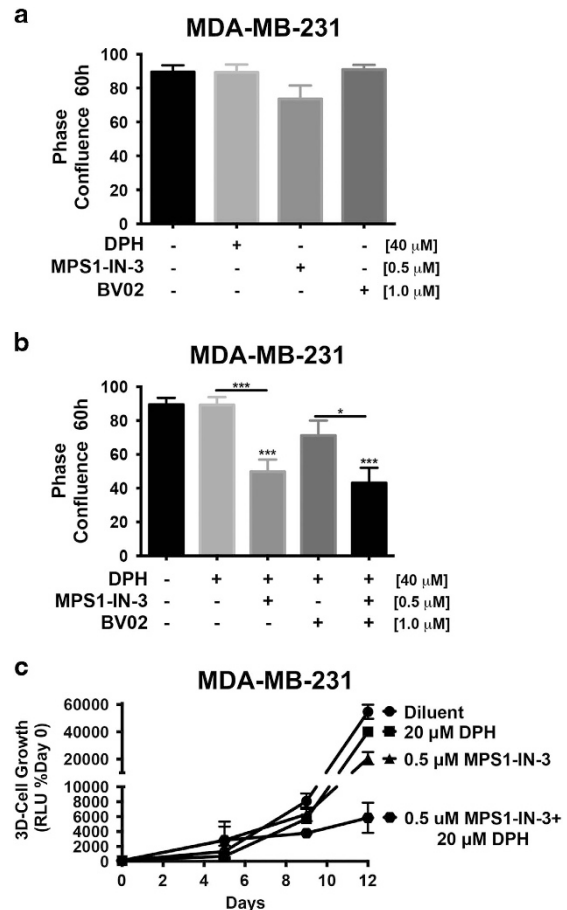 a
MDA-MB-231
Phase
Confluence 60h
100
80
60
40
20
0
DPH - + - - [40 μM]
MPS1-IN-3 - - + - [0.5 μM]
BV02 - - - + [1.0 μM]
b
MDA-MB-231
Phase
Confluence 60h
100
80
60
40
20
0
***
***
*
***
DPH - + + + + [40 μM]
MPS1-IN-3 - - + - + [0.5 μM]
BV02 - - - + + [1.0 μM]
c
MDA-MB-231
3D-Cell Growth
(RLU %Day 0)
60000
40000
20000
10000
8000
6000
4000
2000
0
0 2 4 6 8 10 12
Days
Diluent
20 μM DPH
0.5 μM MPS1-IN-3
0.5 uM MPS1-IN-3+
20 μM DPH